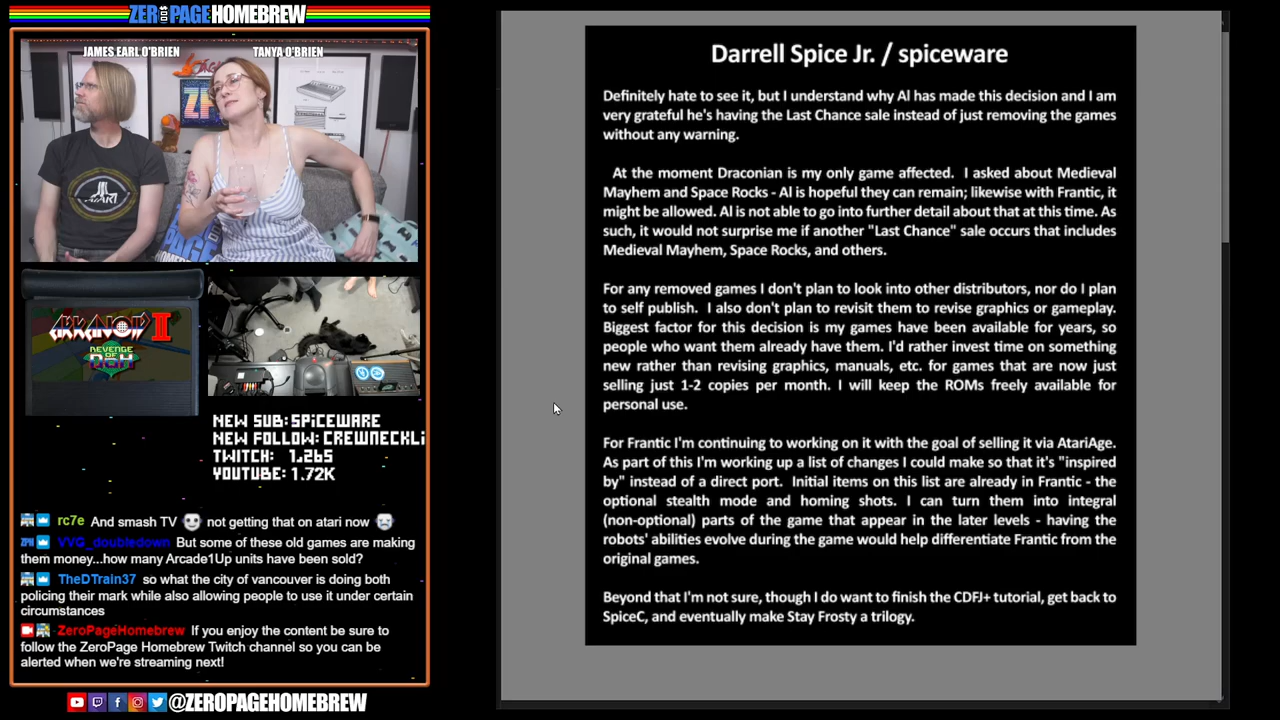 ZEROPAGE HOMEBREW
JAMES EARL O'BRIEN
TANYA O'BRIEN
ATARI
ARKANOID II
REVENGE OF DOH
NEW SUB: SPICEWARE
NEW FOLLOW: CREWNECKLI
TWITCH: 1,265
YOUTUBE: 1.72K
rc7e And smash TV not getting that on atari now
VVG_doubledown But some of these old games are making
them money...how many Arcade1Up units have been sold?
TheDTrain37 so what the city of vancouver is doing both
policing their mark while also allowing people to use it under certain
circumstances
ZeroPageHomebrew If you enjoy the content be sure to
follow the ZeroPage Homebrew Twitch channel so you can be
alerted when we're streaming next!
@ZEROPAGEHOMEBREW
Darrell Spice Jr. / spiceware
Definitely hate to see it, but I understand why Al has made this decision and I am
very grateful he's having the Last Chance sale instead of just removing the games
without any warning.
At the moment Draconian is my only game affected. I asked about Medieval
Mayhem and Space Rocks - Al is hopeful they can remain; likewise with Frantic, it
might be allowed. Al is not able to go into further detail about that at this time. As
such, it would not surprise me if another "Last Chance" sale occurs that includes
Medieval Mayhem, Space Rocks, and others.
For any removed games I don't plan to look into other distributors, nor do I plan
to self publish. I also don't plan to revisit them to revise graphics or gameplay.
Biggest factor for this decision is my games have been available for years, so
people who want them already have them. I'd rather invest time on something
new rather than revising graphics, manuals, etc. for games that are now just
selling just 1-2 copies per month. I will keep the ROMs freely available for
personal use.
For Frantic I'm continuing to working on it with the goal of selling it via AtariAge.
As part of this I'm working up a list of changes I could make so that it's "inspired
by" instead of a direct port. Initial items on this list are already in Frantic - the
optional stealth mode and homing shots. I can turn them into integral
(non-optional) parts of the game that appear in the later levels - having the
robots' abilities evolve during the game would help differentiate Frantic from the
original games.
Beyond that I'm not sure, though I do want to finish the CDFJ+ tutorial, get back to
SpiceC, and eventually make Stay Frosty a trilogy.